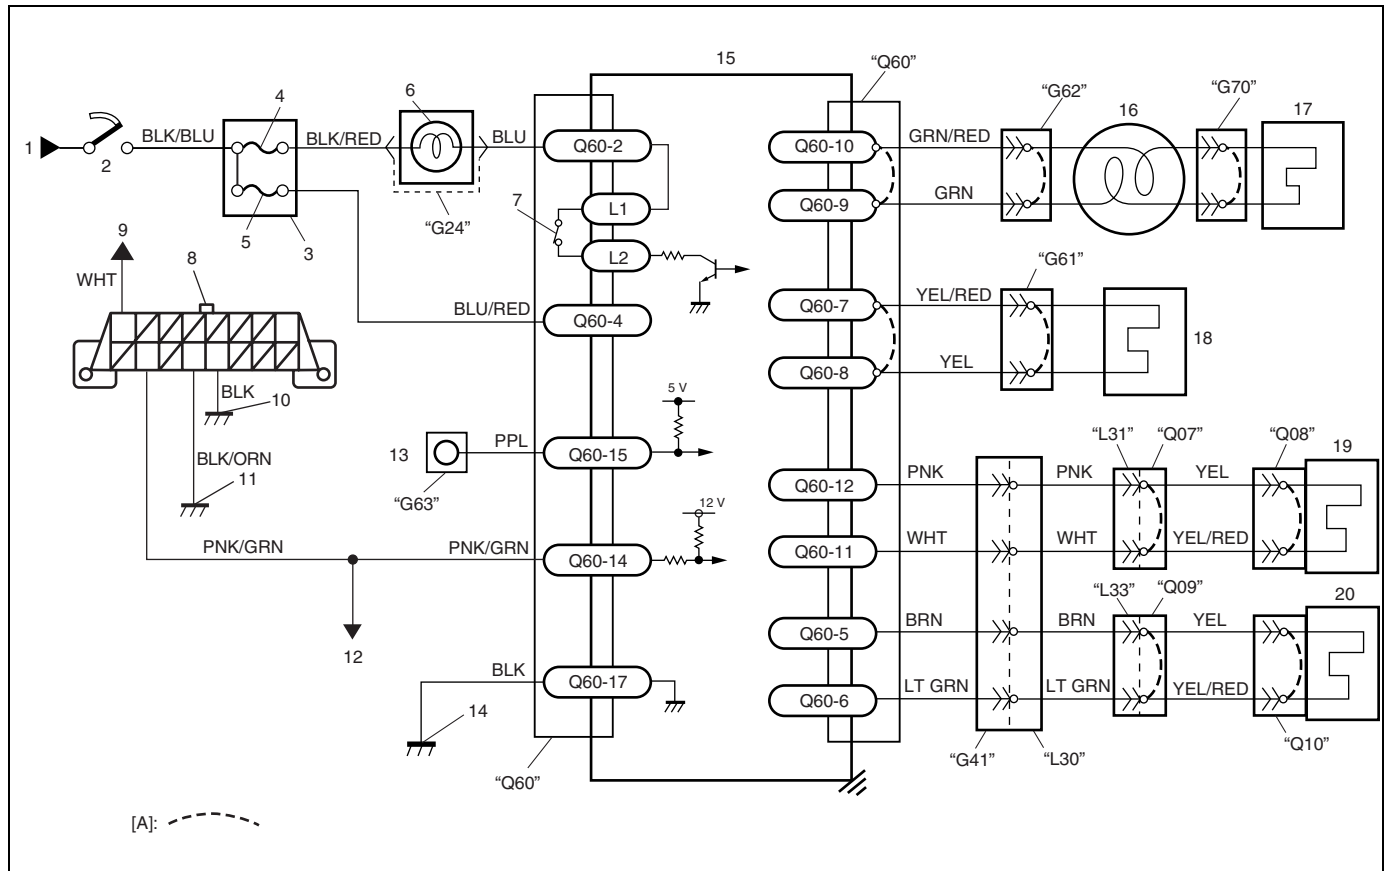 15
"Q60"
"G62"
"G70"
4
6
16
17
1
2
BLK/BLU
BLK/RED
BLU
Q60-2
Q60-10
GRN/RED
L1
Q60-9
GRN
7
"G24"
5
3
9
8
WHT
L2
"G61"
BLU/RED
Q60-4
Q60-7
YEL/RED
18
Q60-8
YEL
BLK
10
5 V
13
PPL
Q60-15
"G63"
BLK/ORN
11
12 V
"L31"
"Q07"
"Q08"
19
Q60-12
PNK
PNK
YEL
PNK/GRN
PNK/GRN
Q60-14
Q60-11
WHT
WHT
YEL/RED
"L33"
"Q09"
20
12
Q60-5
BRN
BRN
YEL
BLK
Q60-17
Q60-6
LT GRN
LT GRN
YEL/RED
14
"Q60"
"G41"
"L30"
"Q10"
[A]: